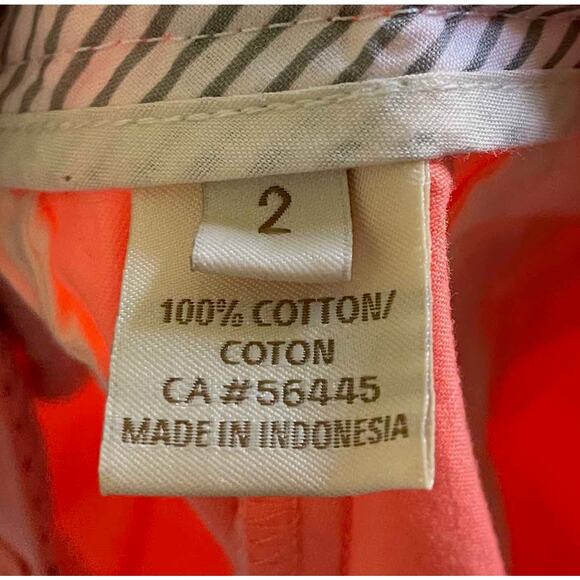 2
100% COTTON/
COTON
CA #56445
MADE IN INDONESIA